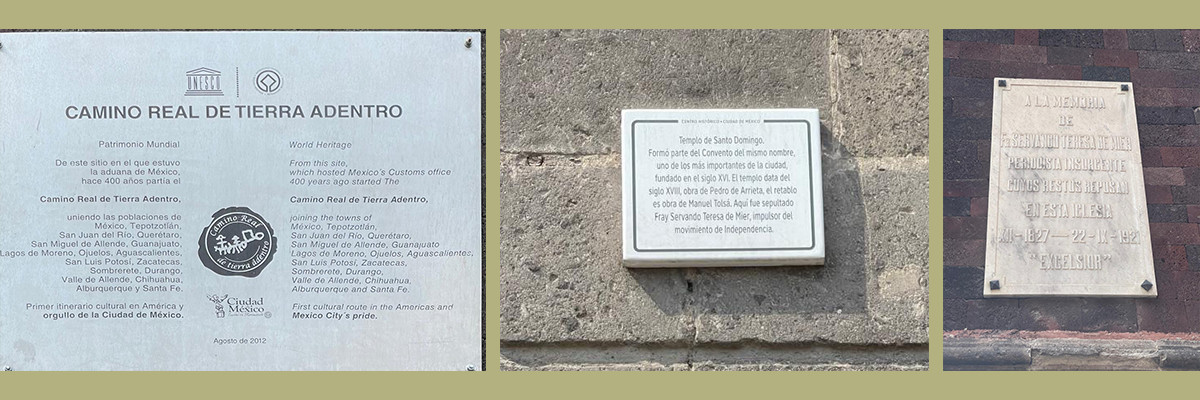 UNESCO
CAMINO REAL DE TIERRA ADENTRO
Patrimonio Mundial
De este sitio en el que estuvo
la aduana de México,
hace 400 años partía el
Camino Real de Tierra Adentro,
uniendo las poblaciones de
México, Tepotzotlán,
San Juan del Río, Querétaro,
San Miguel de Allende, Guanajuato,
Lagos de Moreno, Ojuelos, Aguascalientes,
San Luis Potosí, Zacatecas,
Sombrerete, Durango,
Valle de Allende, Chihuahua,
Alburquerque y Santa Fe.
Primer itinerario cultural en América y
orgullo de la Ciudad de México.
World Heritage
From this site,
which hosted Mexico's Customs office
400 years ago started The
Camino Real de Tierra Adentro,
joining the towns of
México, Tepotzotlán,
San Juan del Río, Querétaro,
San Miguel de Allende, Guanajuato
Lagos de Moreno, Ojuelos, Aguascalientes,
San Luis Potosí, Zacatecas,
Sombrerete, Durango,
Valle de Allende, Chihuahua,
Alburquerque and Santa Fe.
First cultural route in the Americas and
Mexico City's pride.
Camino Real
de tierra adentro
Ciudad
México
Agosto de 2012
CENTRO HISTÓRICO • CIUDAD DE MÉXICO
Templo de Santo Domingo.
Formó parte del Convento del mismo nombre,
uno de los más importantes de la ciudad,
fundado en el siglo XVI. El templo data del
siglo XVIII, obra de Pedro de Arrieta, el retablo
es obra de Manuel Tolsá. Aquí fue sepultado
Fray Servando Teresa de Mier, impulsor del
movimiento de Independencia.
A LA MEMORIA
DE
F. SERVANDO TERESA DE MIER
PERIODISTA INSURGENTE
CUYOS RESTOS REPOSAN
EN ESTA IGLESIA
XII-1827-22-IX-192
"EXCELSIOR"